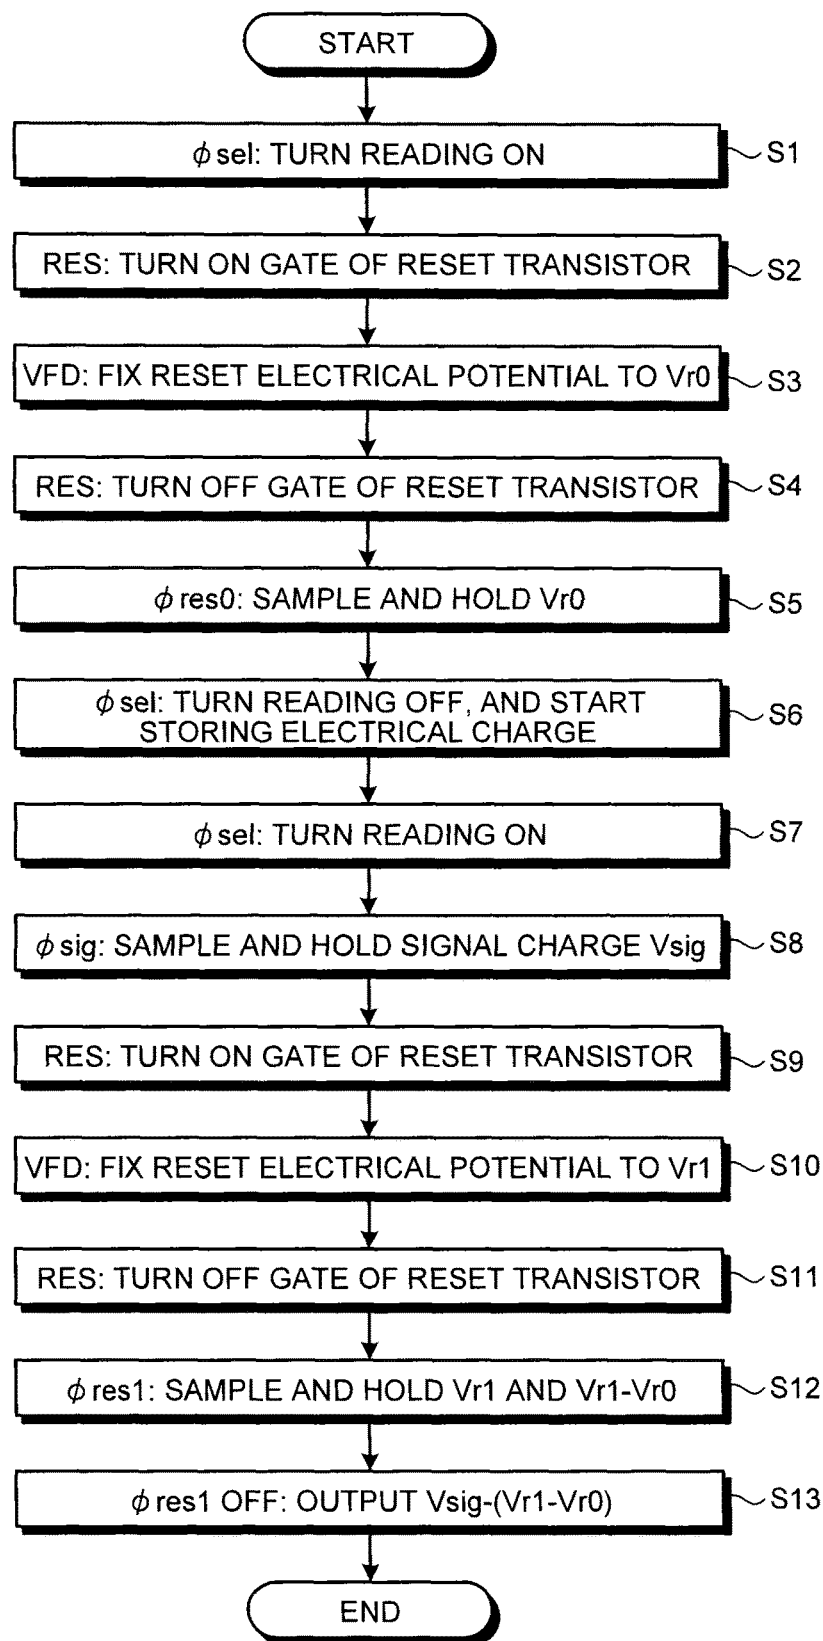 START
φsel: TURN READING ON
S1
RES: TURN ON GATE OF RESET TRANSISTOR
S2
VFD: FIX RESET ELECTRICAL POTENTIAL TO Vr0
S3
RES: TURN OFF GATE OF RESET TRANSISTOR
S4
φres0: SAMPLE AND HOLD Vr0
S5
φsel: TURN READING OFF, AND START
STORING ELECTRICAL CHARGE
S6
φsel: TURN READING ON
S7
φsig: SAMPLE AND HOLD SIGNAL CHARGE Vsig
S8
RES: TURN ON GATE OF RESET TRANSISTOR
S9
VFD: FIX RESET ELECTRICAL POTENTIAL TO Vr1
S10
RES: TURN OFF GATE OF RESET TRANSISTOR
S11
φres1: SAMPLE AND HOLD Vr1 AND Vr1-Vr0
S12
φres1 OFF: OUTPUT Vsig-(Vr1-Vr0)
S13
END